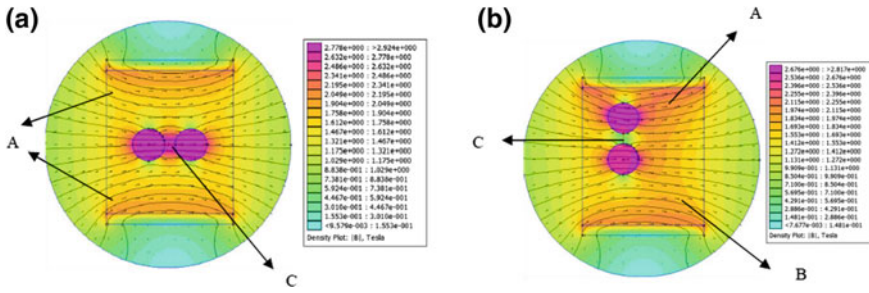 (a)
A
C
2.778e+000 : >2.924e+000
2.632e+000 : 2.778e+000
2.486e+000 : 2.632e+000
2.341e+000 : 2.486e+000
2.195e+000 : 2.341e+000
2.049e+000 : 2.195e+000
1.904e+000 : 2.049e+000
1.758e+000 : 1.904e+000
1.612e+000 : 1.758e+000
1.467e+000 : 1.612e+000
1.321e+000 : 1.467e+000
1.175e+000 : 1.321e+000
1.029e+000 : 1.175e+000
8.838e-001 : 1.029e+000
7.381e-001 : 8.838e-001
5.924e-001 : 7.381e-001
4.467e-001 : 5.924e-001
3.010e-001 : 4.467e-001
1.553e-001 : 3.010e-001
<9.579e-003 : 1.553e-001
Density Plot: |B|, Tesla
(b)
A
C
B
2.676e+000 : >2.817e+000
2.536e+000 : 2.676e+000
2.396e+000 : 2.536e+000
2.255e+000 : 2.396e+000
2.115e+000 : 2.255e+000
1.974e+000 : 2.115e+000
1.834e+000 : 1.974e+000
1.693e+000 : 1.834e+000
1.553e+000 : 1.693e+000
1.412e+000 : 1.553e+000
1.272e+000 : 1.412e+000
1.131e+000 : 1.272e+000
9.909e-001 : 1.131e+000
8.504e-001 : 9.909e-001
7.100e-001 : 8.504e-001
5.695e-001 : 7.100e-001
4.291e-001 : 5.695e-001
2.886e-001 : 4.291e-001
1.481e-001 : 2.886e-001
<7.677e-003 : 1.481e-001
Density Plot: |B|, Tesla